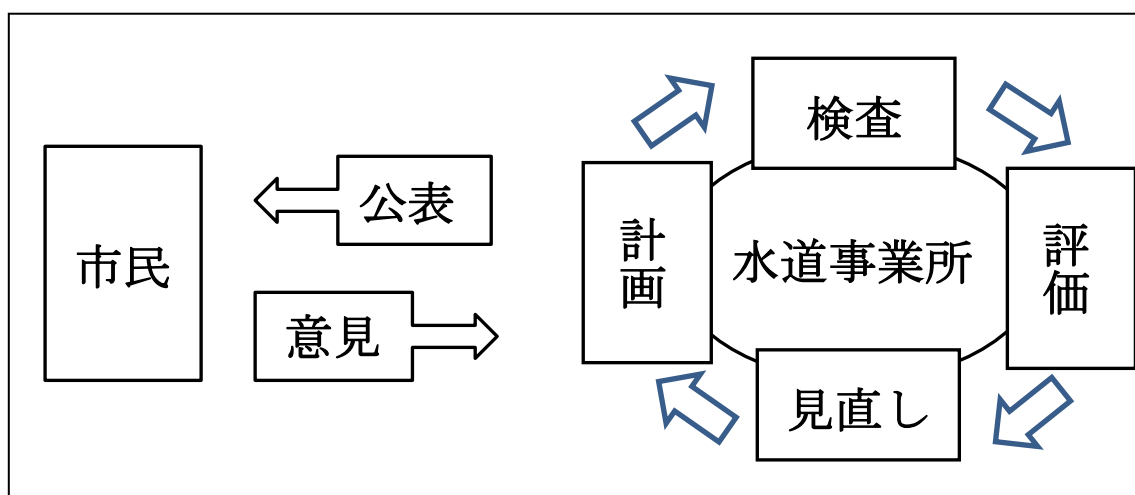 市民
公表
意見
計画
検査
水道事業所
評価
見直し